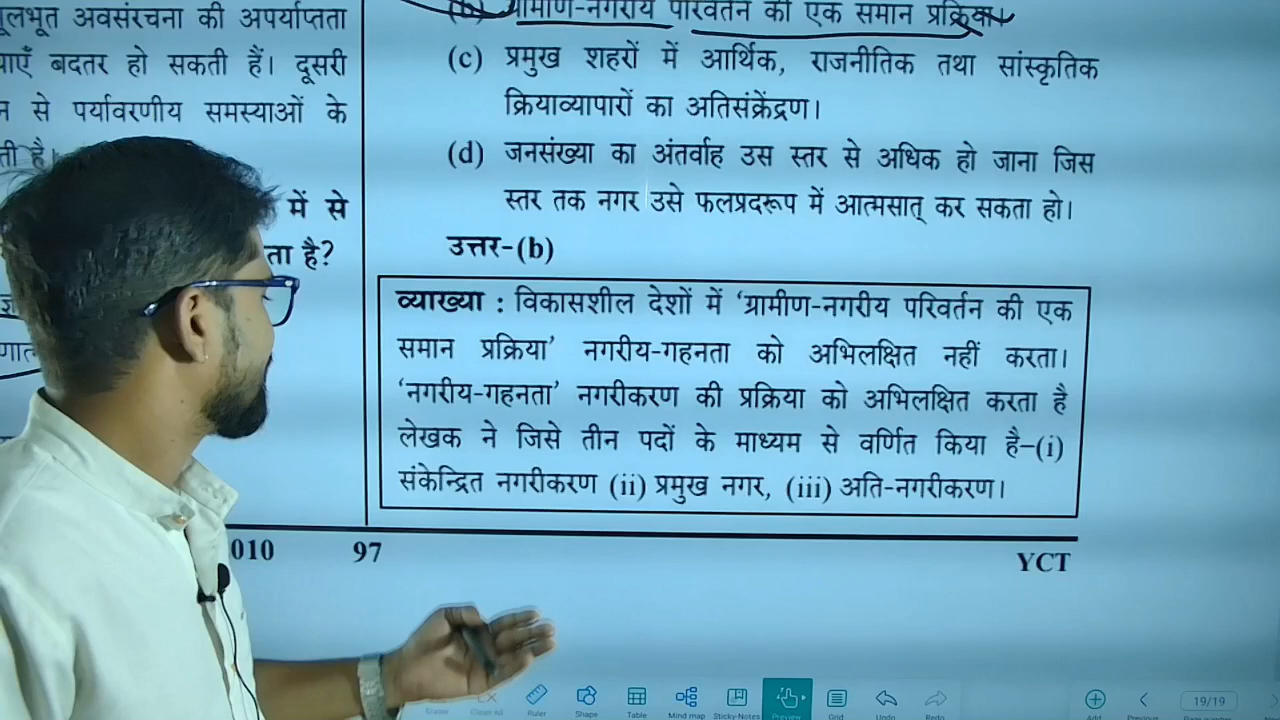 मूलभूत अवसंरचना की अपर्याप्तता
बदतर हो सकती हैं। दूसरी
से पर्यावरणीय समस्याओं के
ती है।
में से
ता है?
010
97
(b) ग्रामीण-नगरीय परिवर्तन की एक समान प्रक्रिया।
(c) प्रमुख शहरों में आर्थिक, राजनीतिक तथा सांस्कृतिक
क्रियाव्यापारों का अतिसंक्रेंद्रण।
(d) जनसंख्या का अंतर्वाह उस स्तर से अधिक हो जाना जिस
स्तर तक नगर उसे फलप्रदरूप में आत्मसात् कर सकता हो।
उत्तर-(b)
व्याख्या : विकासशील देशों में ‘ग्रामीण-नगरीय परिवर्तन की एक
समान प्रक्रिया’ नगरीय-गहनता को अभिलक्षित नहीं करता।
‘नगरीय-गहनता’ नगरीकरण की प्रक्रिया को अभिलक्षित करता है
लेखक ने जिसे तीन पदों के माध्यम से वर्णित किया है–(i)
संकेन्द्रित नगरीकरण (ii) प्रमुख नगर, (iii) अति-नगरीकरण।
YCT
Eraser Clear All Ruler Shape Table Mind map Sticky-Notes Preview Grid Undo Redo Add Previous 19/19